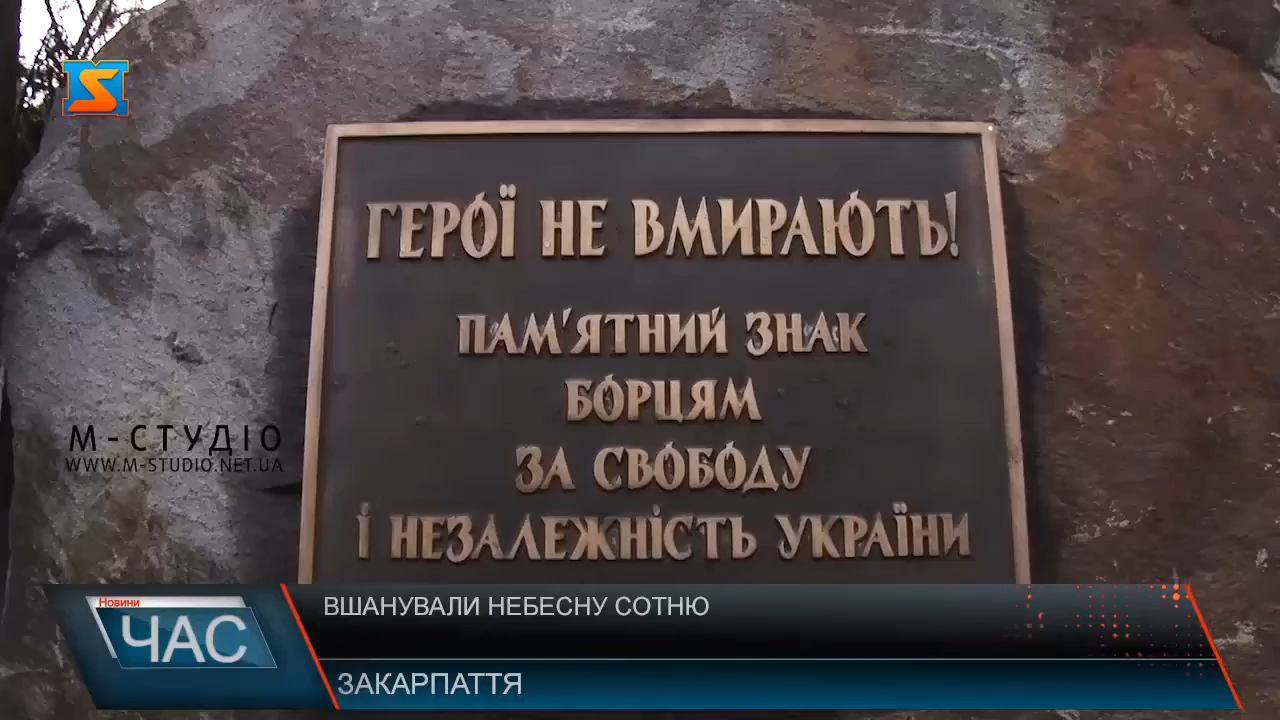 ГЕРОЇ НЕ ВМИРАЮТЬ!
ПАМ'ЯТНИЙ ЗНАК
БОРЦЯМ
ЗА СВОБОДУ
І НЕЗАЛЕЖНІСТЬ УКРАЇНИ
М-СТУДІО
WWW.M-STUDIO.NET.UA
Новини
ЧАС
ВШАНУВАЛИ НЕБЕСНУ СОТНЮ
ЗАКАРПАТТЯ